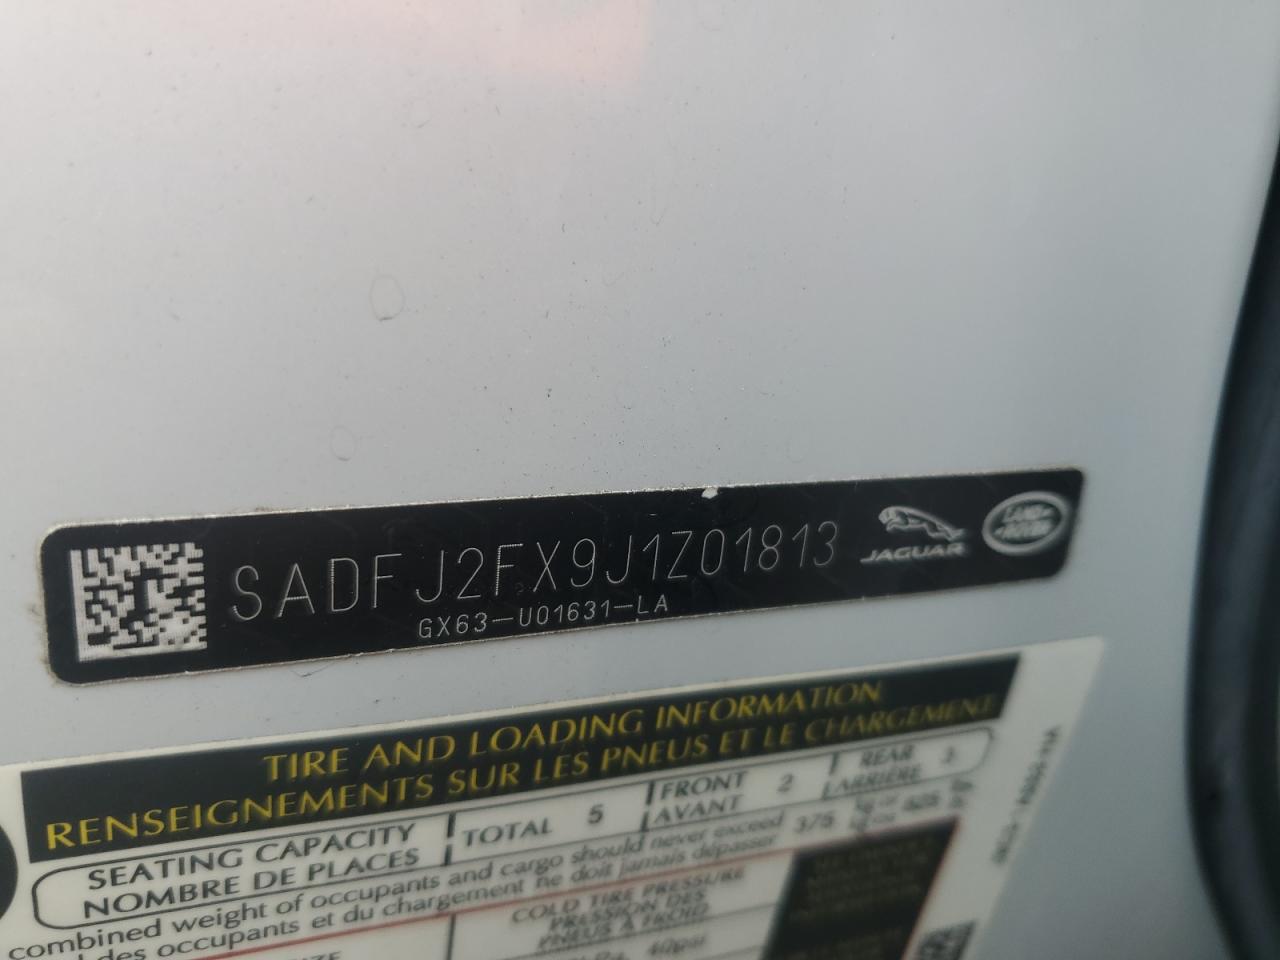 SADFJ2FX9J1Z01813
JAGUAR
LAND ROVER
GX63-U01631-LA
TIRE AND LOADING INFORMATION
RENSEIGNEMENTS SUR LES PNEUS ET LE CHARGEMENT
SEATING CAPACITY
NOMBRE DE PLACES
TOTAL 5
FRONT
AVANT 2
REAR
ARRIÈRE 3
combined weight of occupants and cargo should never exceed 375
des occupants et du chargement ne doit jamais dépasser
COLD TIRE PRESSURE
PRESSION DES
PNEUS À FROID